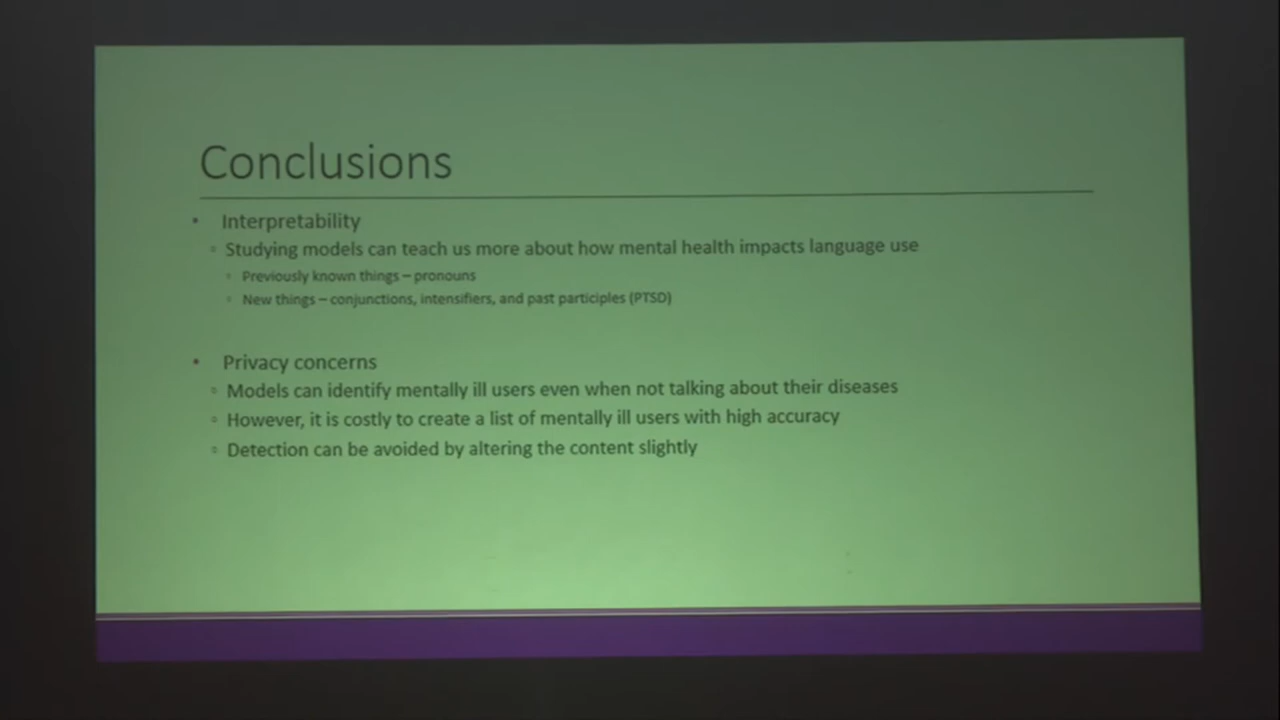 Conclusions
• Interpretability
▫ Studying models can teach us more about how mental health impacts language use
▫ Previously known things – pronouns
▫ New things – conjunctions, intensifiers, and past participles (PTSD)
• Privacy concerns
▫ Models can identify mentally ill users even when not talking about their diseases
▫ However, it is costly to create a list of mentally ill users with high accuracy
▫ Detection can be avoided by altering the content slightly